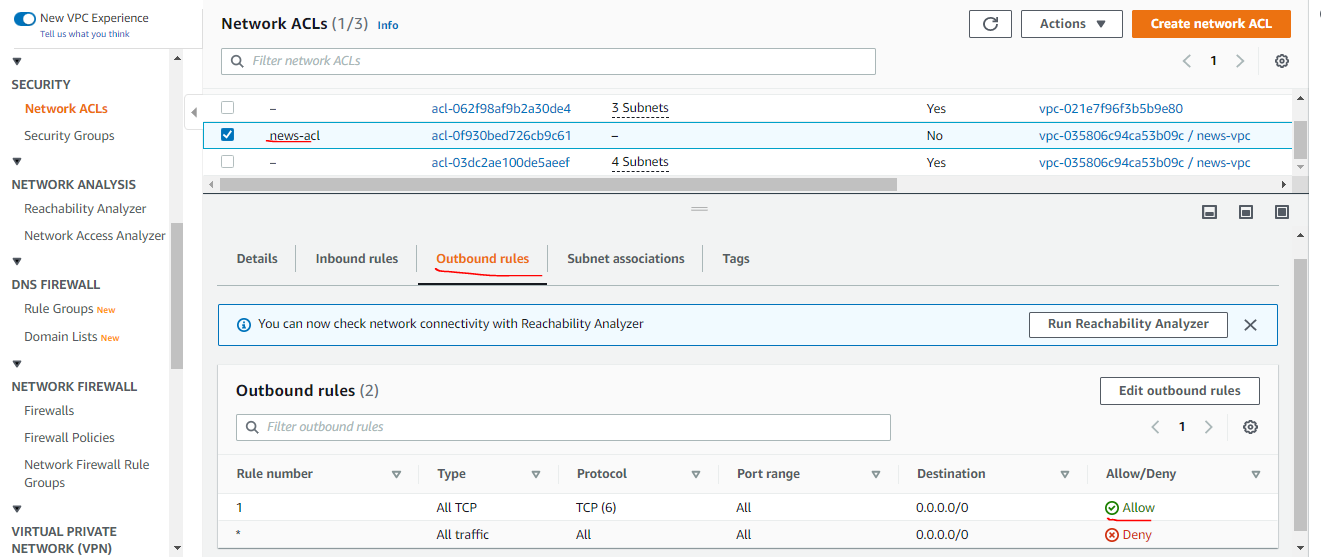 New VPC Experience
Tell us what you think
SECURITY
Network ACLs
Security Groups
NETWORK ANALYSIS
Reachability Analyzer
Network Access Analyzer
DNS FIREWALL
Rule Groups New
Domain Lists New
NETWORK FIREWALL
Firewalls
Firewall Policies
Network Firewall Rule
Groups
VIRTUAL PRIVATE
NETWORK (VPN)
Network ACLs (1/3) Info
Actions
Create network ACL
Filter network ACLs
1
– acl-062f98af9b2a30de4 3 Subnets Yes vpc-021e7f96f3b5b9e80
news-acl acl-0f930bed726cb9c61 – No vpc-035806c94ca53b09c / news-vpc
– acl-03dc2ae100de5aeef 4 Subnets Yes vpc-035806c94ca53b09c / news-vpc
Details Inbound rules Outbound rules Subnet associations Tags
You can now check network connectivity with Reachability Analyzer
Run Reachability Analyzer
Outbound rules (2)
Edit outbound rules
Filter outbound rules
1
Rule number Type Protocol Port range Destination Allow/Deny
1 All TCP TCP (6) All 0.0.0.0/0 Allow
* All traffic All All 0.0.0.0/0 Deny